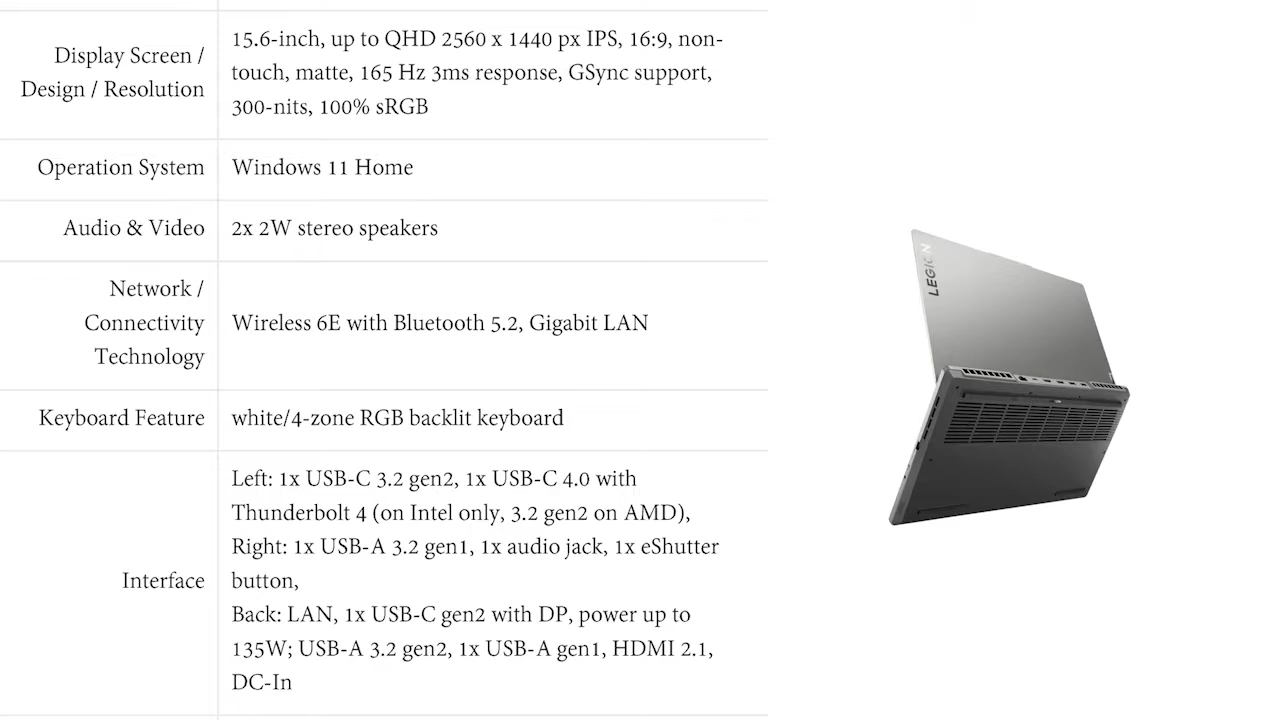 Display Screen /
Design / Resolution
15.6-inch, up to QHD 2560 x 1440 px IPS, 16:9, non-
touch, matte, 165 Hz 3ms response, GSync support,
300-nits, 100% sRGB
Operation System
Windows 11 Home
Audio & Video
2x 2W stereo speakers
Network /
Connectivity
Technology
Wireless 6E with Bluetooth 5.2, Gigabit LAN
Keyboard Feature
white/4-zone RGB backlit keyboard
Interface
Left: 1x USB-C 3.2 gen2, 1x USB-C 4.0 with
Thunderbolt 4 (on Intel only, 3.2 gen2 on AMD),
Right: 1x USB-A 3.2 gen1, 1x audio jack, 1x eShutter
button,
Back: LAN, 1x USB-C gen2 with DP, power up to
135W; USB-A 3.2 gen2, 1x USB-A gen1, HDMI 2.1,
DC-In
LEGION